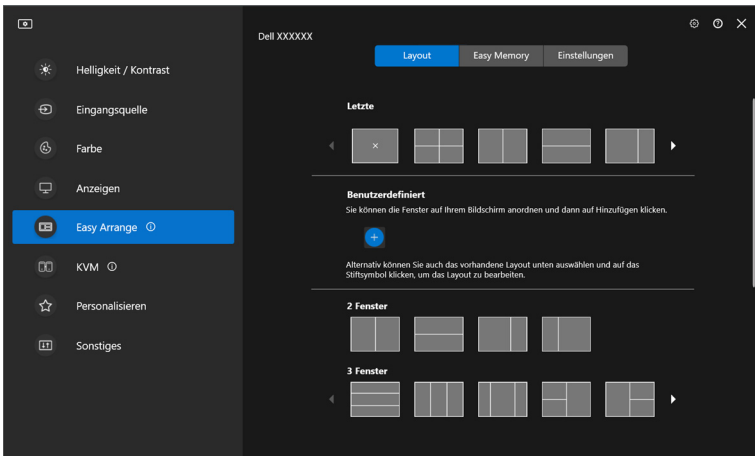 Dell XXXXXX
Layout
Easy Memory
Einstellungen
Helligkeit / Kontrast
Eingangsquelle
Farbe
Anzeigen
Easy Arrange
KVM
Personalisieren
Sonstiges
Letzte
Benutzerdefiniert
Sie können die Fenster auf Ihrem Bildschirm anordnen und dann auf Hinzufügen klicken.
Alternativ können Sie auch das vorhandene Layout unten auswählen und auf das
Stiftsymbol klicken, um das Layout zu bearbeiten.
2 Fenster
3 Fenster